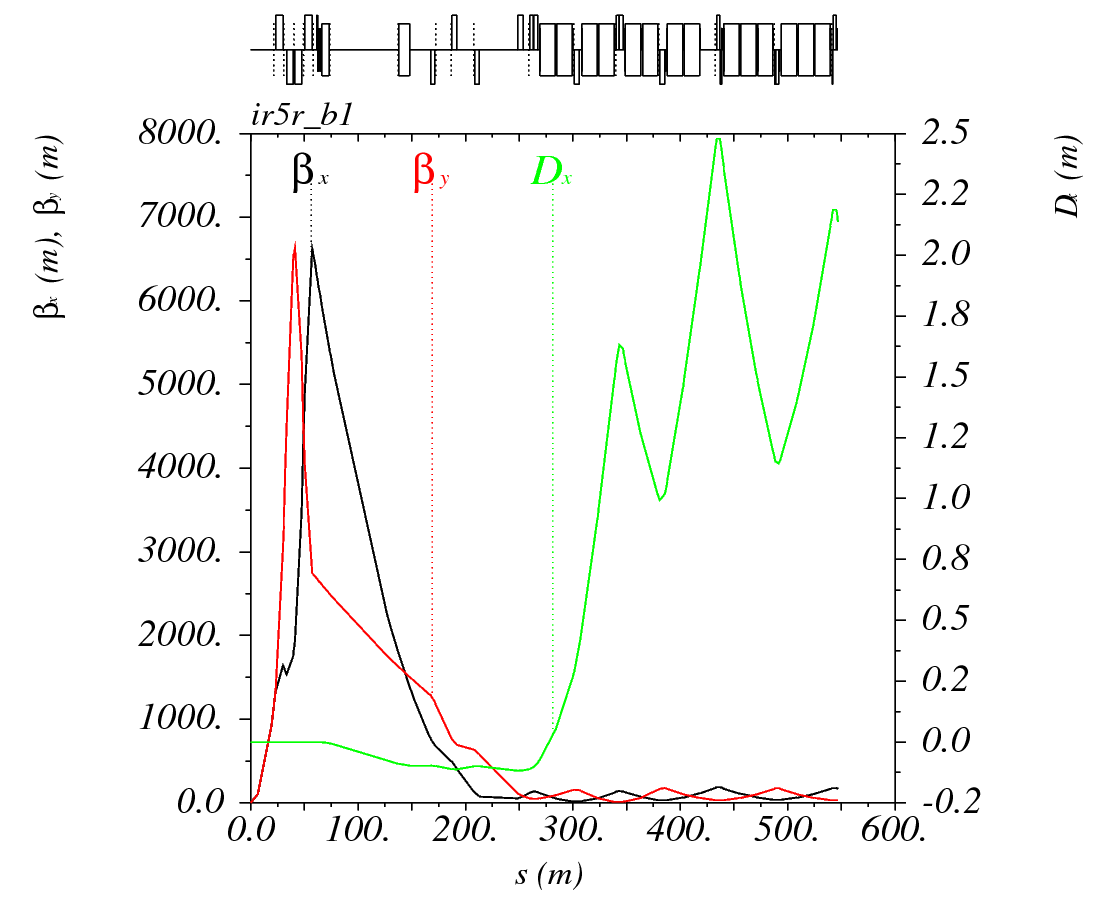 ir5r_b1
βx (m), βy (m)
Dx (m)
βx
βy
Dx
8000.
7000.
6000.
5000.
4000.
3000.
2000.
1000.
0.0
2.5
2.2
2.0
1.8
1.5
1.2
1.0
0.8
0.5
0.2
0.0
-0.2
0.0 100. 200. 300. 400. 500. 600.
s (m)